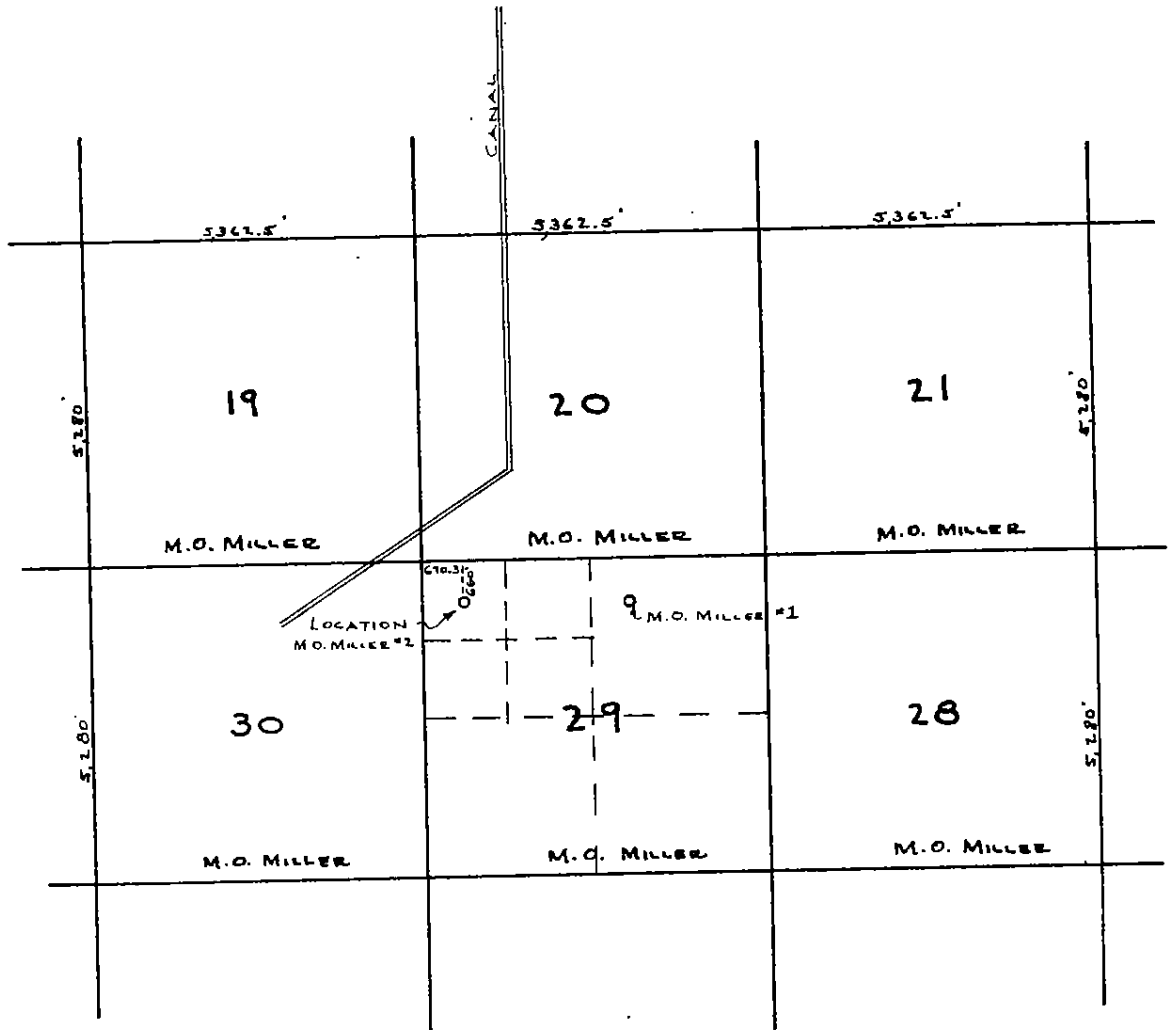 CANAL
5,362.5'
5,362.5'
5,362.5'
19
20
21
5,280'
5,280'
M.O. MILLER
M.O. MILLER
M.O. MILLER
670.31
660
LOCATION
M.O. MILLER #2
M.O. MILLER #1
30
29
28
5,280'
5,280'
M.O. MILLER
M.O. MILLER
M.O. MILLER